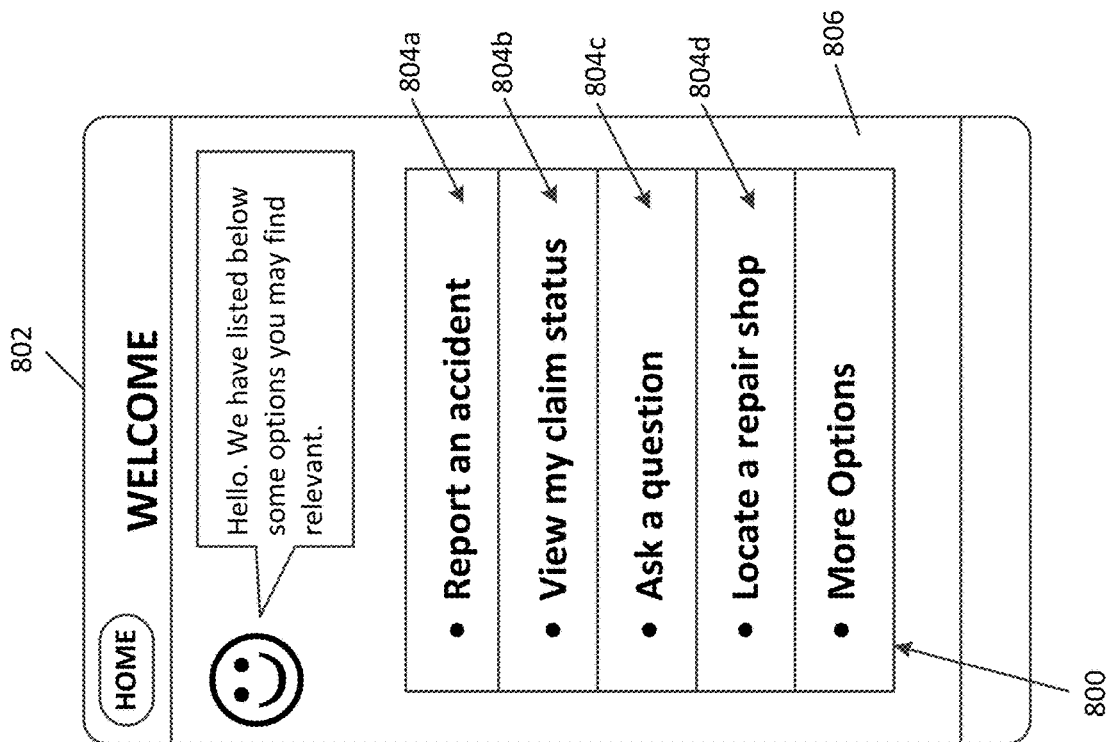 802
HOME
WELCOME
Hello. We have listed below
some options you may find
relevant.
• Report an accident
804a
• View my claim status
804b
• Ask a question
804c
• Locate a repair shop
804d
• More Options
806
800